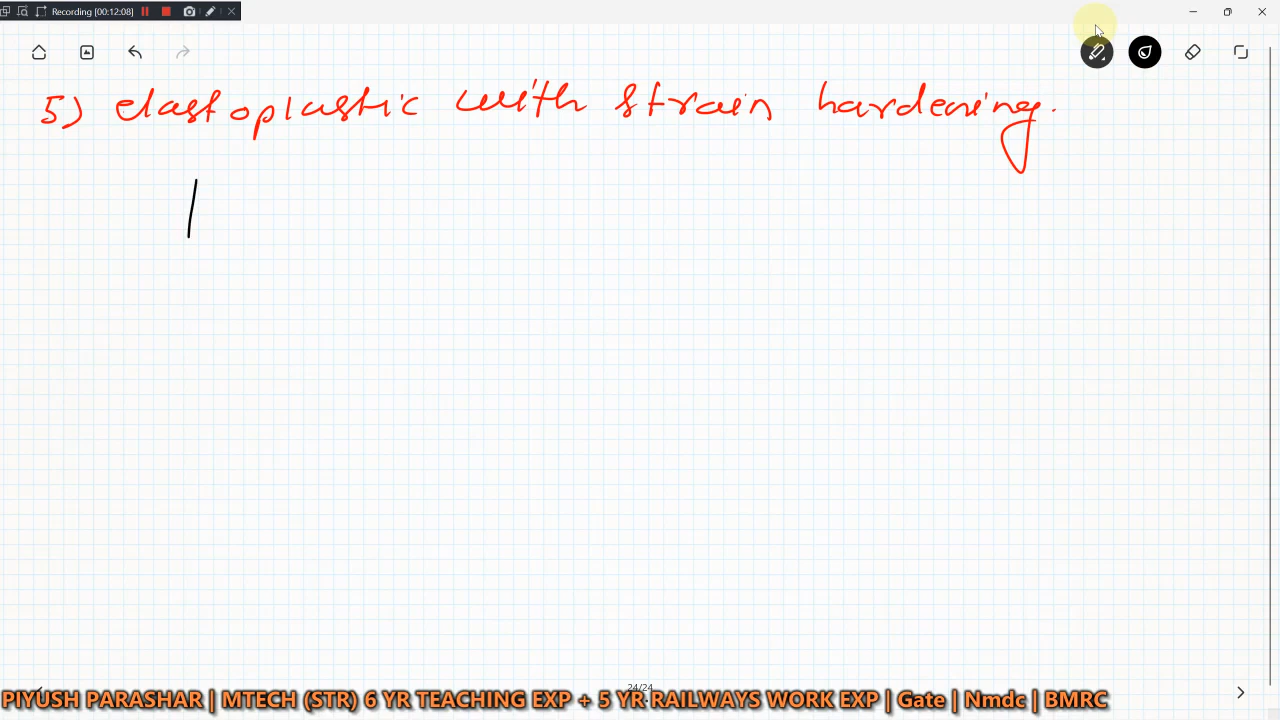 Recording [00:12:08]
5) elastoplastic with strain hardening.
24/24
PIYUSH PARASHAR | MTECH (STR) 6 YR TEACHING EXP + 5 YR RAILWAYS WORK EXP | Gate | Nmdc | BMRC